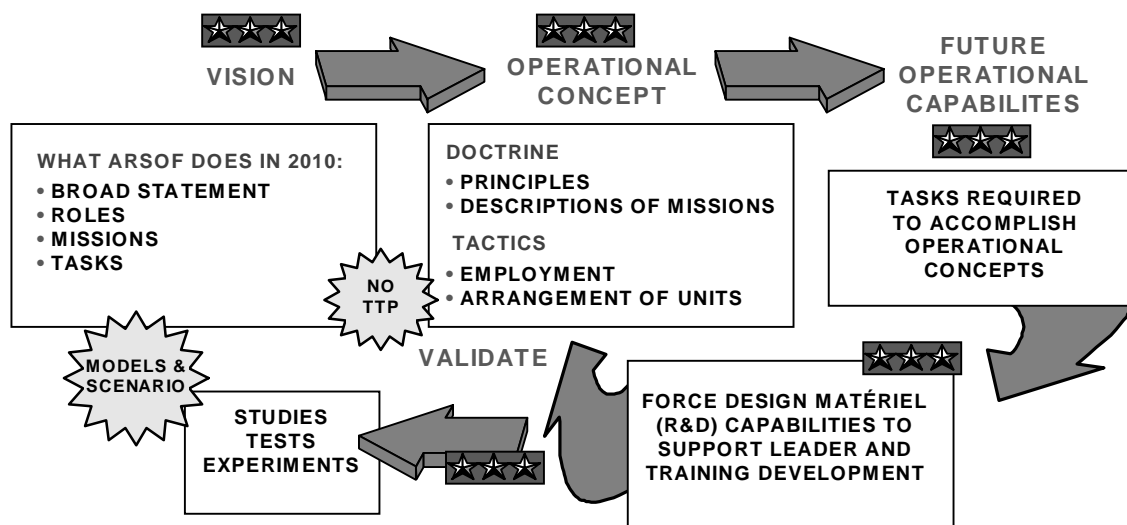 VISION
OPERATIONAL
CONCEPT
FUTURE
OPERATIONAL
CAPABILITES
WHAT ARSOF DOES IN 2010:
• BROAD STATEMENT
• ROLES
• MISSIONS
• TASKS
NO
TTP
DOCTRINE
• PRINCIPLES
• DESCRIPTIONS OF MISSIONS
TACTICS
• EMPLOYMENT
• ARRANGEMENT OF UNITS
TASKS REQUIRED
TO ACCOMPLISH
OPERATIONAL
CONCEPTS
VALIDATE
MODELS &
SCENARIO
STUDIES
TESTS
EXPERIMENTS
FORCE DESIGN MATÉRIEL
(R&D) CAPABILITIES TO
SUPPORT LEADER AND
TRAINING DEVELOPMENT